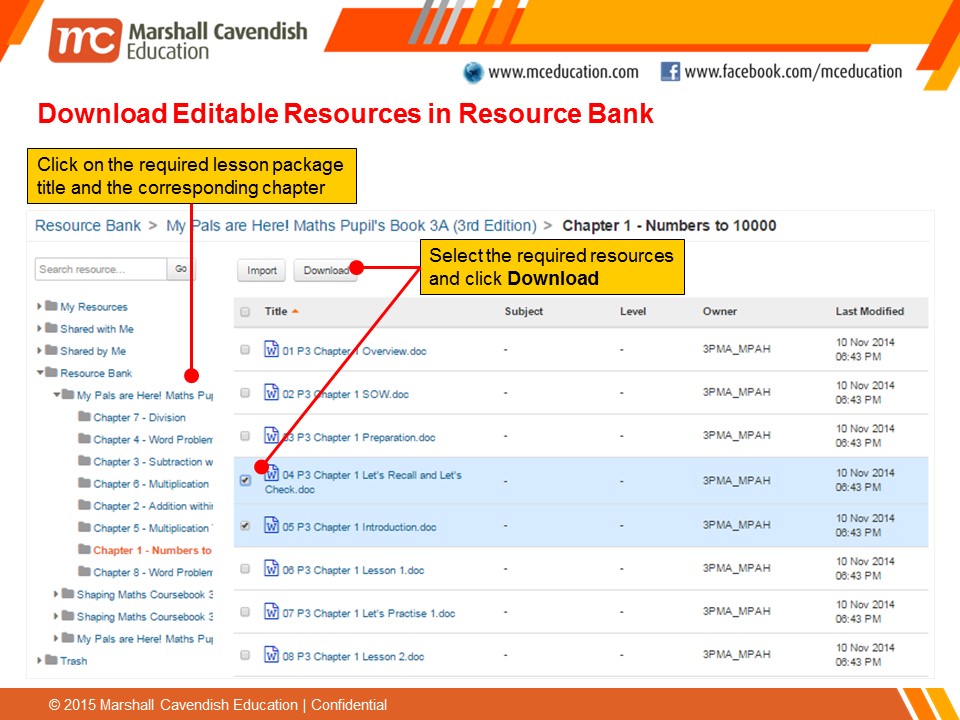 mc Marshall Cavendish
Education
www.mceducation.com
www.facebook.com/mceducation
Download Editable Resources in Resource Bank
Click on the required lesson package
title and the corresponding chapter
Resource Bank > My Pals are Here! Maths Pupil's Book 3A (3rd Edition) > Chapter 1 - Numbers to 10000
Select the required resources
and click Download
Search resource...
Go
Import
Download
My Resources
Shared with Me
Shared by Me
Resource Bank
My Pals are Here! Maths Pup
Chapter 7 - Division
Chapter 4 - Word Problem
Chapter 3 - Subtraction w
Chapter 6 - Multiplication
Chapter 2 - Addition within
Chapter 5 - Multiplication
Chapter 1 - Numbers to
Chapter 8 - Word Problem
Shaping Maths Coursebook 3
Shaping Maths Coursebook 3
My Pals are Here! Maths Pup
Trash
Title Subject Level Owner Last Modified
01 P3 Chapter 1 Overview.doc - - 3PMA_MPAH 10 Nov 2014
06:43 PM
02 P3 Chapter 1 SOW.doc - - 3PMA_MPAH 10 Nov 2014
06:43 PM
03 P3 Chapter 1 Preparation.doc - - 3PMA_MPAH 10 Nov 2014
06:43 PM
04 P3 Chapter 1 Let's Recall and Let's
Check.doc - - 3PMA_MPAH 10 Nov 2014
06:43 PM
05 P3 Chapter 1 Introduction.doc - - 3PMA_MPAH 10 Nov 2014
06:43 PM
06 P3 Chapter 1 Lesson 1.doc - - 3PMA_MPAH 10 Nov 2014
06:43 PM
07 P3 Chapter 1 Let's Practise 1.doc - - 3PMA_MPAH 10 Nov 2014
06:43 PM
08 P3 Chapter 1 Lesson 2.doc - - 3PMA_MPAH 10 Nov 2014
06:43 PM
© 2015 Marshall Cavendish Education | Confidential